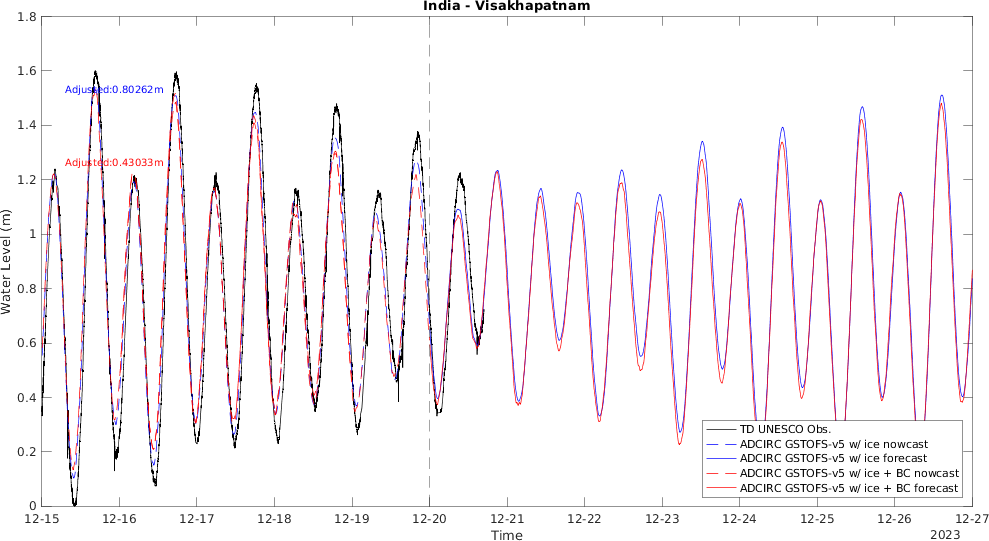 India - Visakhapatnam
1.8
1.6
1.4
1.2
1
0.8
0.6
0.4
0.2
0
Water Level (m)
Adjusted:0.80262m
Adjusted:0.43033m
TD UNESCO Obs.
ADCIRC GSTOFS-v5 w/ ice nowcast
ADCIRC GSTOFS-v5 w/ ice forecast
ADCIRC GSTOFS-v5 w/ ice + BC nowcast
ADCIRC GSTOFS-v5 w/ ice + BC forecast
12-15 12-16 12-17 12-18 12-19 12-20 12-21 12-22 12-23 12-24 12-25 12-26 12-27
Time
2023